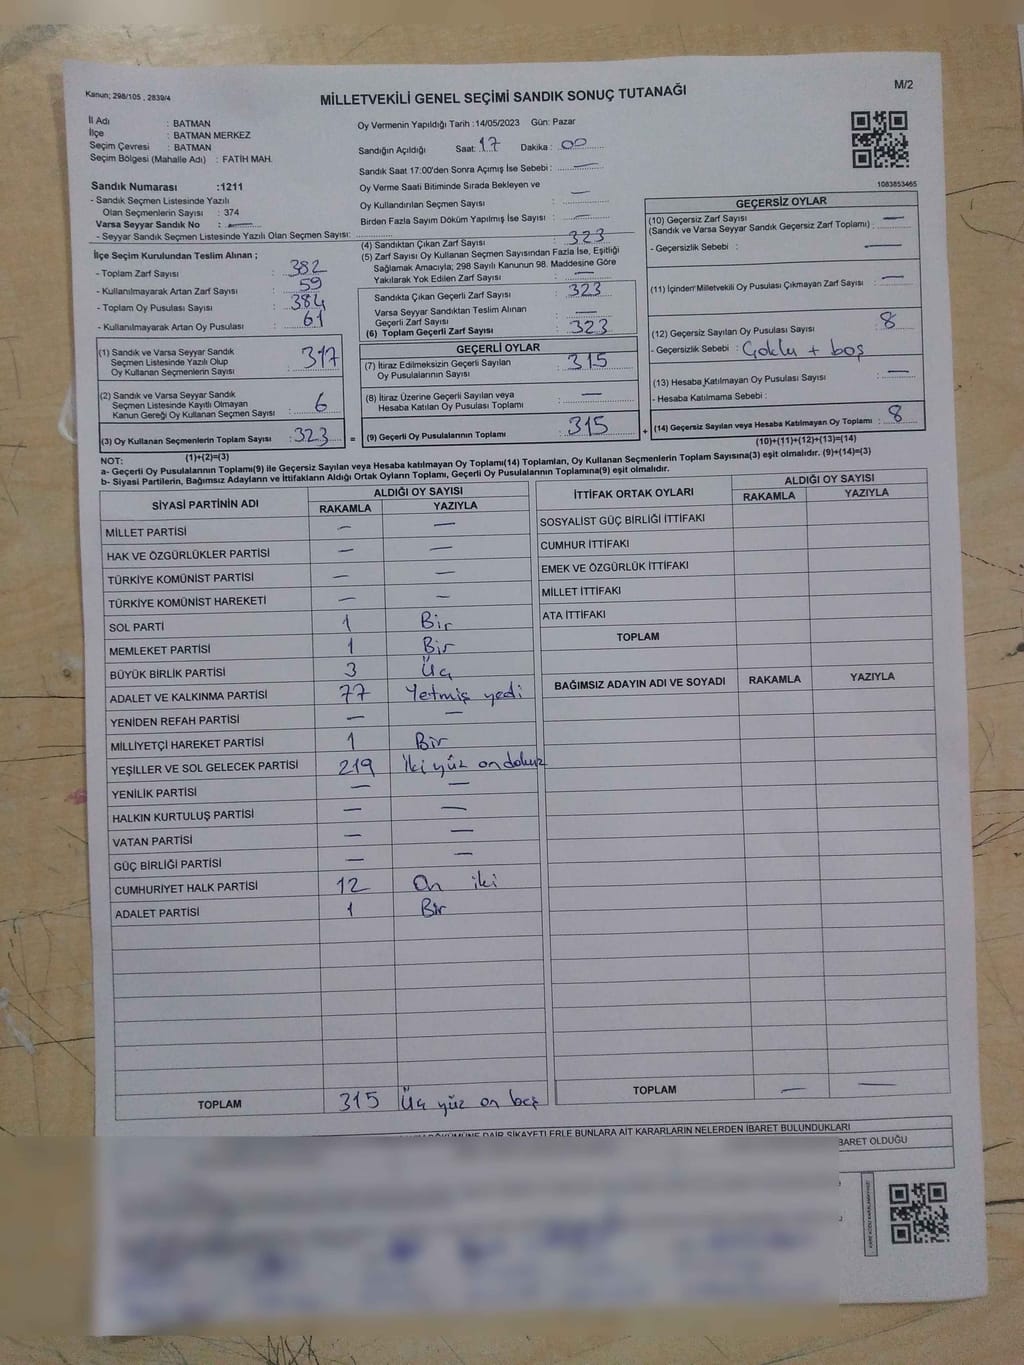 Kanun; 298/105 , 2839/4
MİLLETVEKİLİ GENEL SEÇİMİ SANDIK SONUÇ TUTANAĞI
M/2
İl Adı : BATMAN
İlçe : BATMAN MERKEZ
Seçim Çevresi : BATMAN
Seçim Bölgesi (Mahalle Adı) : FATİH MAH.
Sandık Numarası :1211
- Sandık Seçmen Listesinde Yazılı
Olan Seçmenlerin Sayısı : 374
Varsa Seyyar Sandık No : —
- Seyyar Sandık Seçmen Listesinde Yazılı Olan Seçmen Sayısı:
Oy Vermenin Yapıldığı Tarih :14/05/2023 Gün: Pazar
Sandığın Açıldığı Saat: 17 Dakika : 00
Sandık Saat 17:00'den Sonra Açımış İse Sebebi : —
Oy Verme Saati Bitiminde Sırada Bekleyen ve
Oy Kullandırılan Seçmen Sayısı —
Birden Fazla Sayım Döküm Yapılmış İse Sayısı : —
1083853465
İlçe Seçim Kurulundan Teslim Alınan ;
- Toplam Zarf Sayısı : 382
- Kullanılmayarak Artan Zarf Sayısı : 59
- Toplam Oy Pusulası Sayısı : 384
- Kullanılmayarak Artan Oy Pusulası : 61
(1) Sandık ve Varsa Seyyar Sandık
Seçmen Listesinde Yazılı Olup
Oy Kullanan Seçmenlerin Sayısı : 317
(2) Sandık ve Varsa Seyyar Sandık
Seçmen Listesinde Kayıtlı Olmayan
Kanun Gereği Oy Kullanan Seçmen Sayısı : 6
(3) Oy Kullanan Seçmenlerin Toplam Sayısı : 323
(1)+(2)=(3)
(4) Sandıktan Çıkan Zarf Sayısı : 323
(5) Zarf Sayısı Oy Kullanan Seçmen Sayısından Fazla İse, Eşitliği
Sağlamak Amacıyla; 298 Sayılı Kanunun 98. Maddesine Göre
Yakılarak Yok Edilen Zarf Sayısı : —
Sandıkta Çıkan Geçerli Zarf Sayısı : 323
Varsa Seyyar Sandıktan Teslim Alınan
Geçerli Zarf Sayısı : —
(6) Toplam Geçerli Zarf Sayısı : 323
GEÇERLİ OYLAR
(7) İtiraz Edilmeksizin Geçerli Sayılan
Oy Pusulalarının Sayısı : 315
(8) İtiraz Üzerine Geçerli Sayılan veya
Hesaba Katılan Oy Pusulası Toplamı : —
= (9) Geçerli Oy Pusulalarının Toplamı : 315 +
GEÇERSİZ OYLAR
(10) Geçersiz Zarf Sayısı
(Sandık ve Varsa Seyyar Sandık Geçersiz Zarf Toplamı) : —
- Geçersizlik Sebebi : —
(11) İçinden Milletvekili Oy Pusulası Çıkmayan Zarf Sayısı : —
(12) Geçersiz Sayılan Oy Pusulası Sayısı : 8
- Geçersizlik Sebebi : Çoklu + boş
(13) Hesaba Katılmayan Oy Pusulası Sayısı : —
- Hesaba Katılmama Sebebi :
(14) Geçersiz Sayılan veya Hesaba Katılmayan Oy Toplamı : 8
(10)+(11)+(12)+(13)=(14)
NOT:
a- Geçerli Oy Pusulalarının Toplamı(9) ile Geçersiz Sayılan veya Hesaba katılmayan Oy Toplamı(14) Toplamları, Oy Kullanan Seçmenlerin Toplam Sayısına(3) eşit olmalıdır. (9)+(14)=(3)
b- Siyasi Partilerin, Bağımsız Adayların ve İttifakların Aldığı Ortak Oyların Toplamı, Geçerli Oy Pusulalarının Toplamına(9) eşit olmalıdır.
SİYASİ PARTİNİN ADI ALDIĞI OY SAYISI
RAKAMLA YAZIYLA
MİLLET PARTİSİ — —
HAK VE ÖZGÜRLÜKLER PARTİSİ — —
TÜRKİYE KOMÜNİST PARTİSİ — —
TÜRKİYE KOMÜNİST HAREKETİ — —
SOL PARTİ 1 Bir
MEMLEKET PARTİSİ 1 Bir
BÜYÜK BİRLİK PARTİSİ 3 Üç
ADALET VE KALKINMA PARTİSİ 77 Yetmiş yedi
YENİDEN REFAH PARTİSİ — —
MİLLİYETÇİ HAREKET PARTİSİ 1 Bir
YEŞİLLER VE SOL GELECEK PARTİSİ 219 İki yüz on dokuz
YENİLİK PARTİSİ — —
HALKIN KURTULUŞ PARTİSİ — —
VATAN PARTİSİ — —
GÜÇ BİRLİĞİ PARTİSİ — —
CUMHURİYET HALK PARTİSİ 12 On iki
ADALET PARTİSİ 1 Bir
TOPLAM 315 Üç yüz on beş
İTTİFAK ORTAK OYLARI ALDIĞI OY SAYISI
RAKAMLA YAZIYLA
SOSYALİST GÜÇ BİRLİĞİ İTTİFAKI
CUMHUR İTTİFAKI
EMEK VE ÖZGÜRLÜK İTTİFAKI
MİLLET İTTİFAKI
ATA İTTİFAKI
TOPLAM
BAĞIMSIZ ADAYIN ADI VE SOYADI RAKAMLA YAZIYLA
TOPLAM — —
DÖKÜMÜNE DAİR ŞİKAYETLERLE BUNLARA AİT KARARLARIN NELERDEN İBARET BULUNDUKLARI
İBARET OLDUĞU